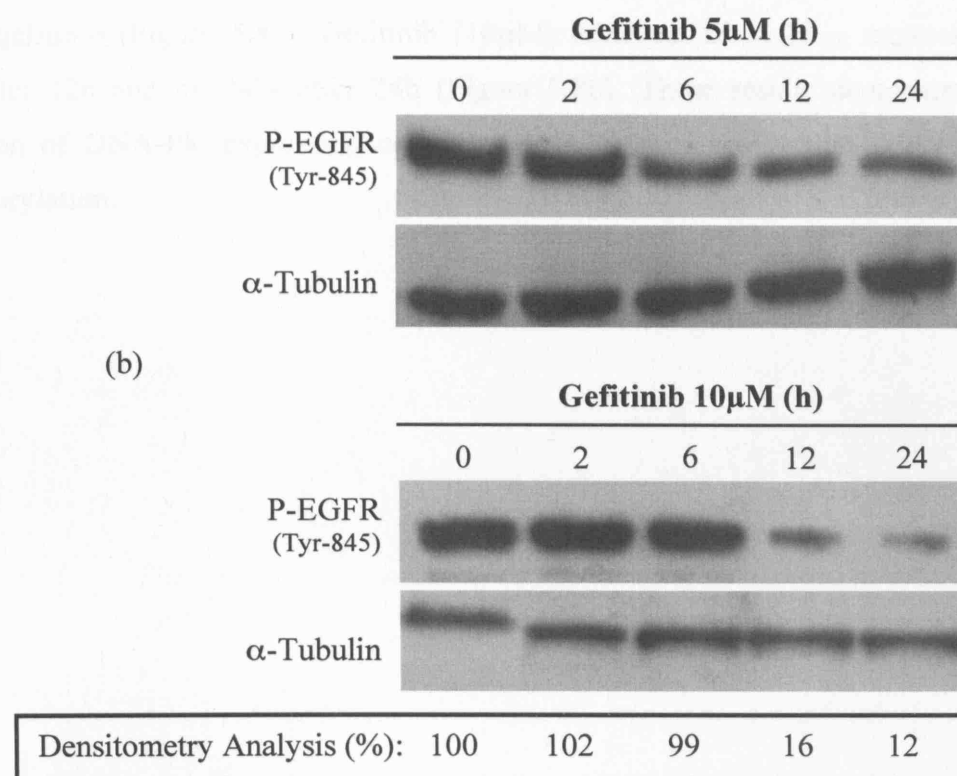 Gefitinib 5μM (h)
0 2 6 12 24
P-EGFR
(Tyr-845)
α-Tubulin
(b)
Gefitinib 10μM (h)
0 2 6 12 24
P-EGFR
(Tyr-845)
α-Tubulin
Densitometry Analysis (%): 100 102 99 16 12